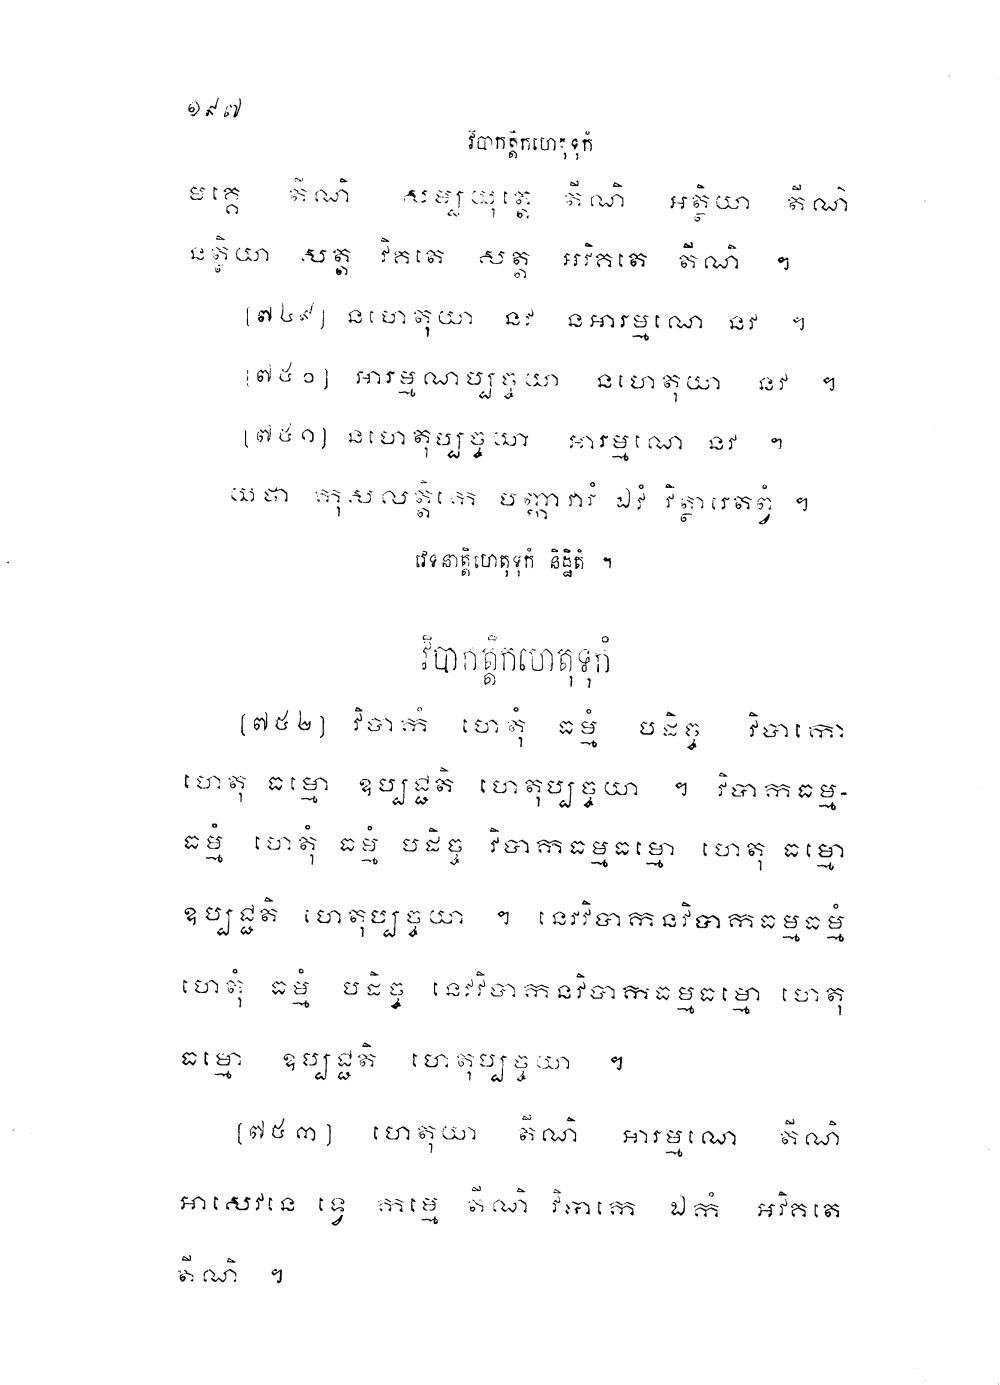 ១៩៧
វិបាកត្តិកហេតុទុកំ
មគ្គេ តីណិ សម្បយុត្តេ តីណិ អត្ថិយា តីណិ
នត្ថិយា សត្ត វិគតេ សត្ត អវិគតេ តីណិ ។
[៧៤៩] នហេតុយា នវ នអារម្មណេ នវ ។
[៧៥១] អារម្មណប្បច្ចយា នហេតុយា នវ ។
[៧៥១] នហេតុប្បច្ចយា អារម្មណេ នវ ។
យថា កុសលត្តិកេ បញ្ហាវារំ ឯវំ វិត្ថារេតព្វំ ។
វេទនាត្តិហេតុទុកំ និដ្ឋិតំ ។
វិបាកត្តិកហេតុទុកំ
[៧៥២] វិបាកំ ហេតុំ ធម្មំ បដិច្ច វិបាកោ
ហេតុ ធម្មោ ឧប្បជ្ជតិ ហេតុប្បច្ចយា ។ វិបាកធម្ម-
ធម្មំ ហេតុំ ធម្មំ បដិច្ច វិបាកធម្មធម្មោ ហេតុ ធម្មោ
ឧប្បជ្ជតិ ហេតុប្បច្ចយា ។ នេវវិបាកនវិបាកធម្មធម្មំ
ហេតុំ ធម្មំ បដិច្ច នេវវិបាកនវិបាកធម្មធម្មោ ហេតុ
ធម្មោ ឧប្បជ្ជតិ ហេតុប្បច្ចយា ។
[៧៥៣] ហេតុយា តីណិ អារម្មណេ តីណិ
អាសេវនេ ទ្វេ កម្មេ តីណិ វិបាកេ ឯកំ អវិគតេ
តីណិ ។